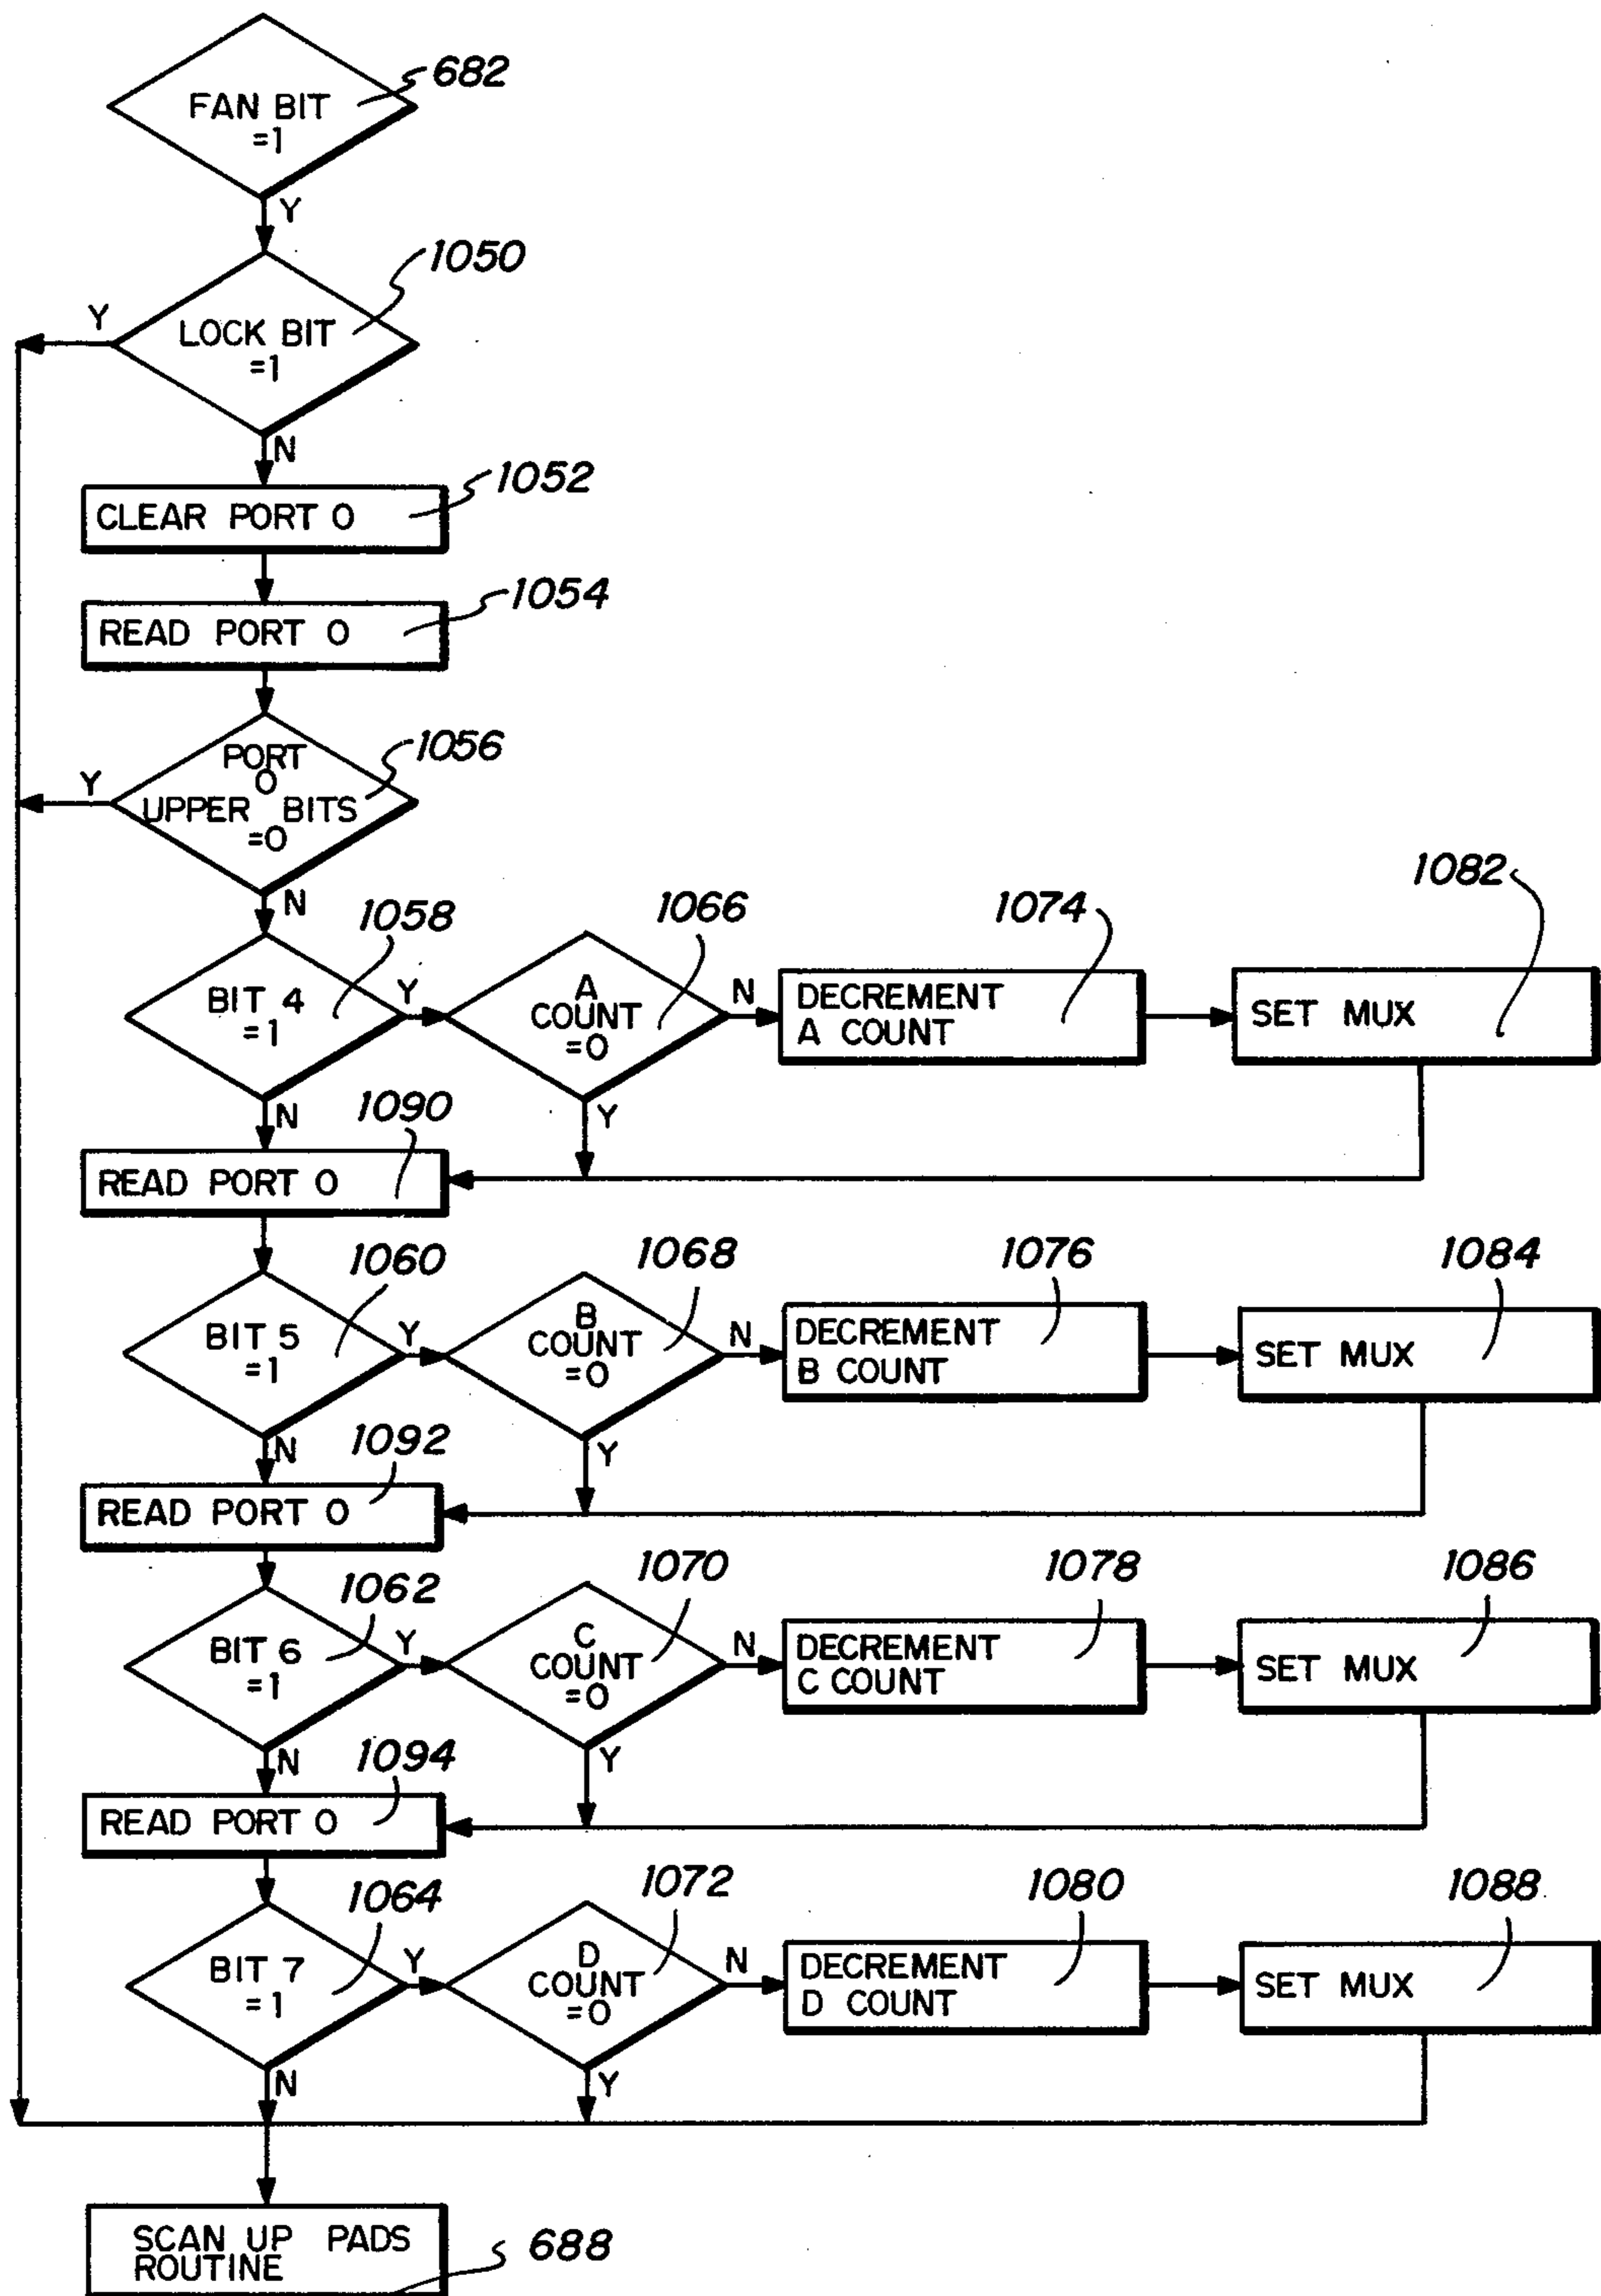 682
FAN BIT
=1
Y
1050
Y
LOCK BIT
=1
N
1052
CLEAR PORT 0
1054
READ PORT 0
1056
Y
PORT
0
UPPER BITS
=0
N
1058
1066
1074
1082
BIT 4
=1
Y
A
COUNT
=0
N
DECREMENT
A COUNT
SET MUX
N
1090
Y
READ PORT 0
1060
1068
1076
1084
BIT 5
=1
Y
B
COUNT
=0
N
DECREMENT
B COUNT
SET MUX
N
1092
Y
READ PORT 0
1062
1070
1078
1086
BIT 6
=1
Y
C
COUNT
=0
N
DECREMENT
C COUNT
SET MUX
N
1094
Y
READ PORT 0
1064
1072
1080
1088
BIT 7
=1
Y
D
COUNT
=0
N
DECREMENT
D COUNT
SET MUX
N
Y
SCAN UP PADS
ROUTINE
688